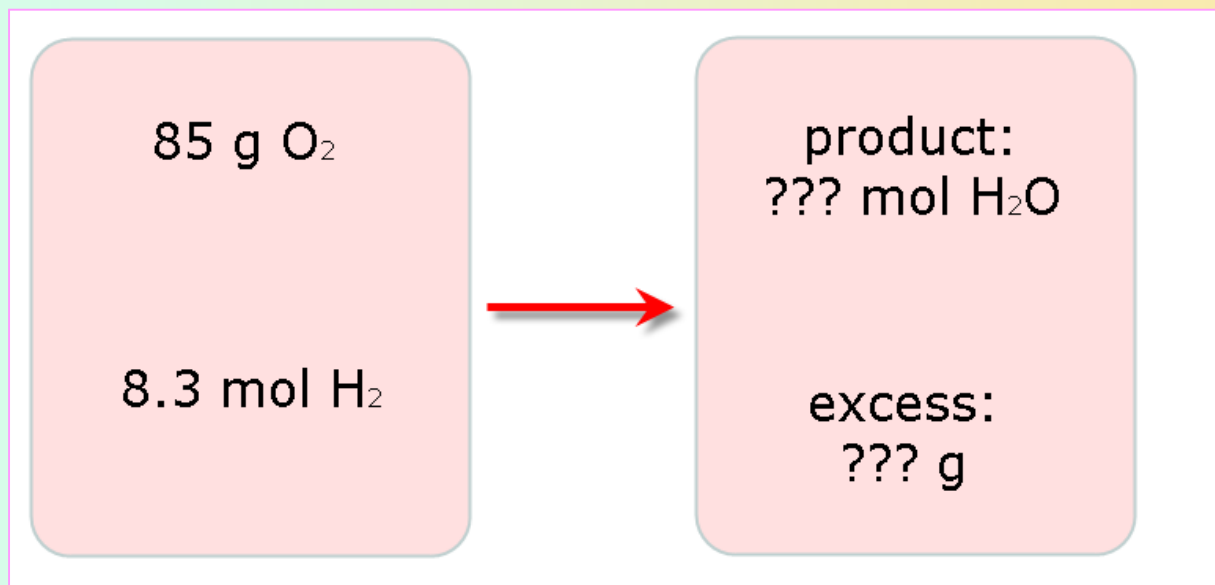 85 g O₂
8.3 mol H₂
product:
??? mol H₂O
excess:
??? g